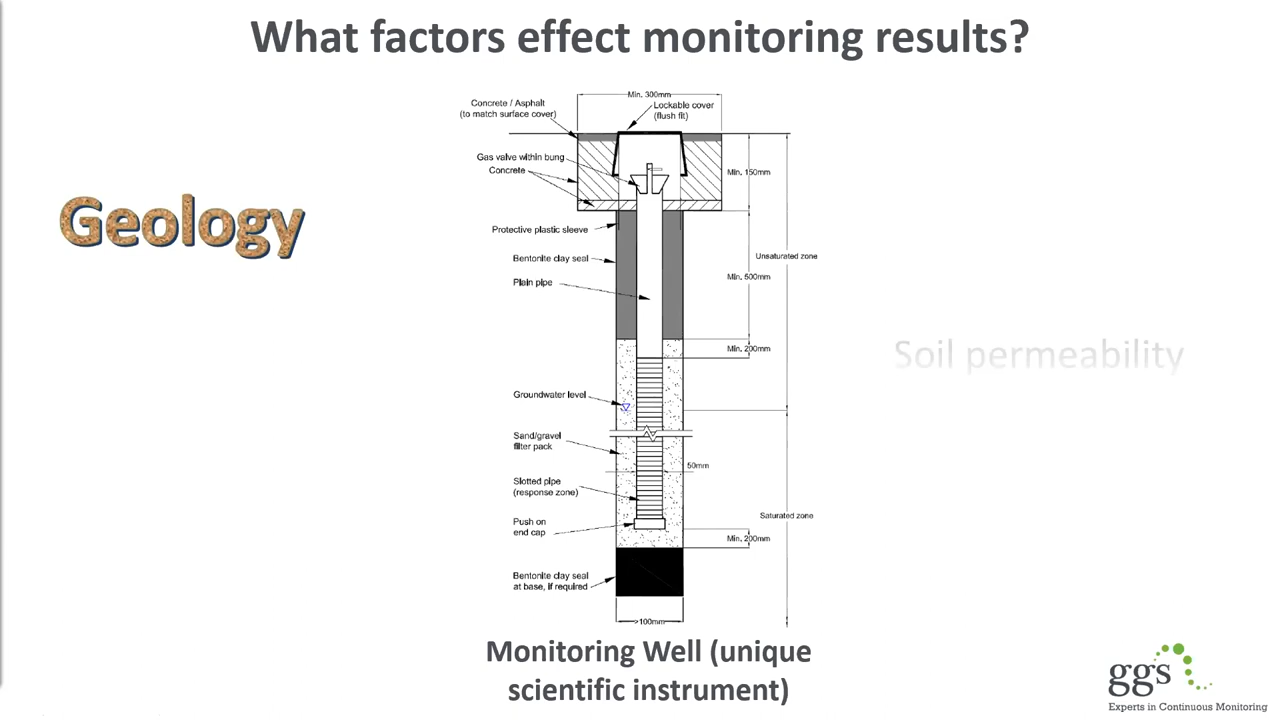 What factors effect monitoring results?
Min. 300mm
Concrete / Asphalt
(to match surface cover)
Lockable cover
(flush fit)
Gas valve within bung
Concrete
Min. 150mm
Geology
Protective plastic sleeve
Bentonite clay seal
Unsaturated zone
Plain pipe
Min. 500mm
Min. 200mm
Soil permeability
Groundwater level
Sand/gravel
filter pack
50mm
Slotted pipe
(response zone)
Saturated zone
Push on
end cap
Min. 200mm
Bentonite clay seal
at base, if required
>100mm
Monitoring Well (unique
scientific instrument)
ggs
Experts in Continuous Monitoring